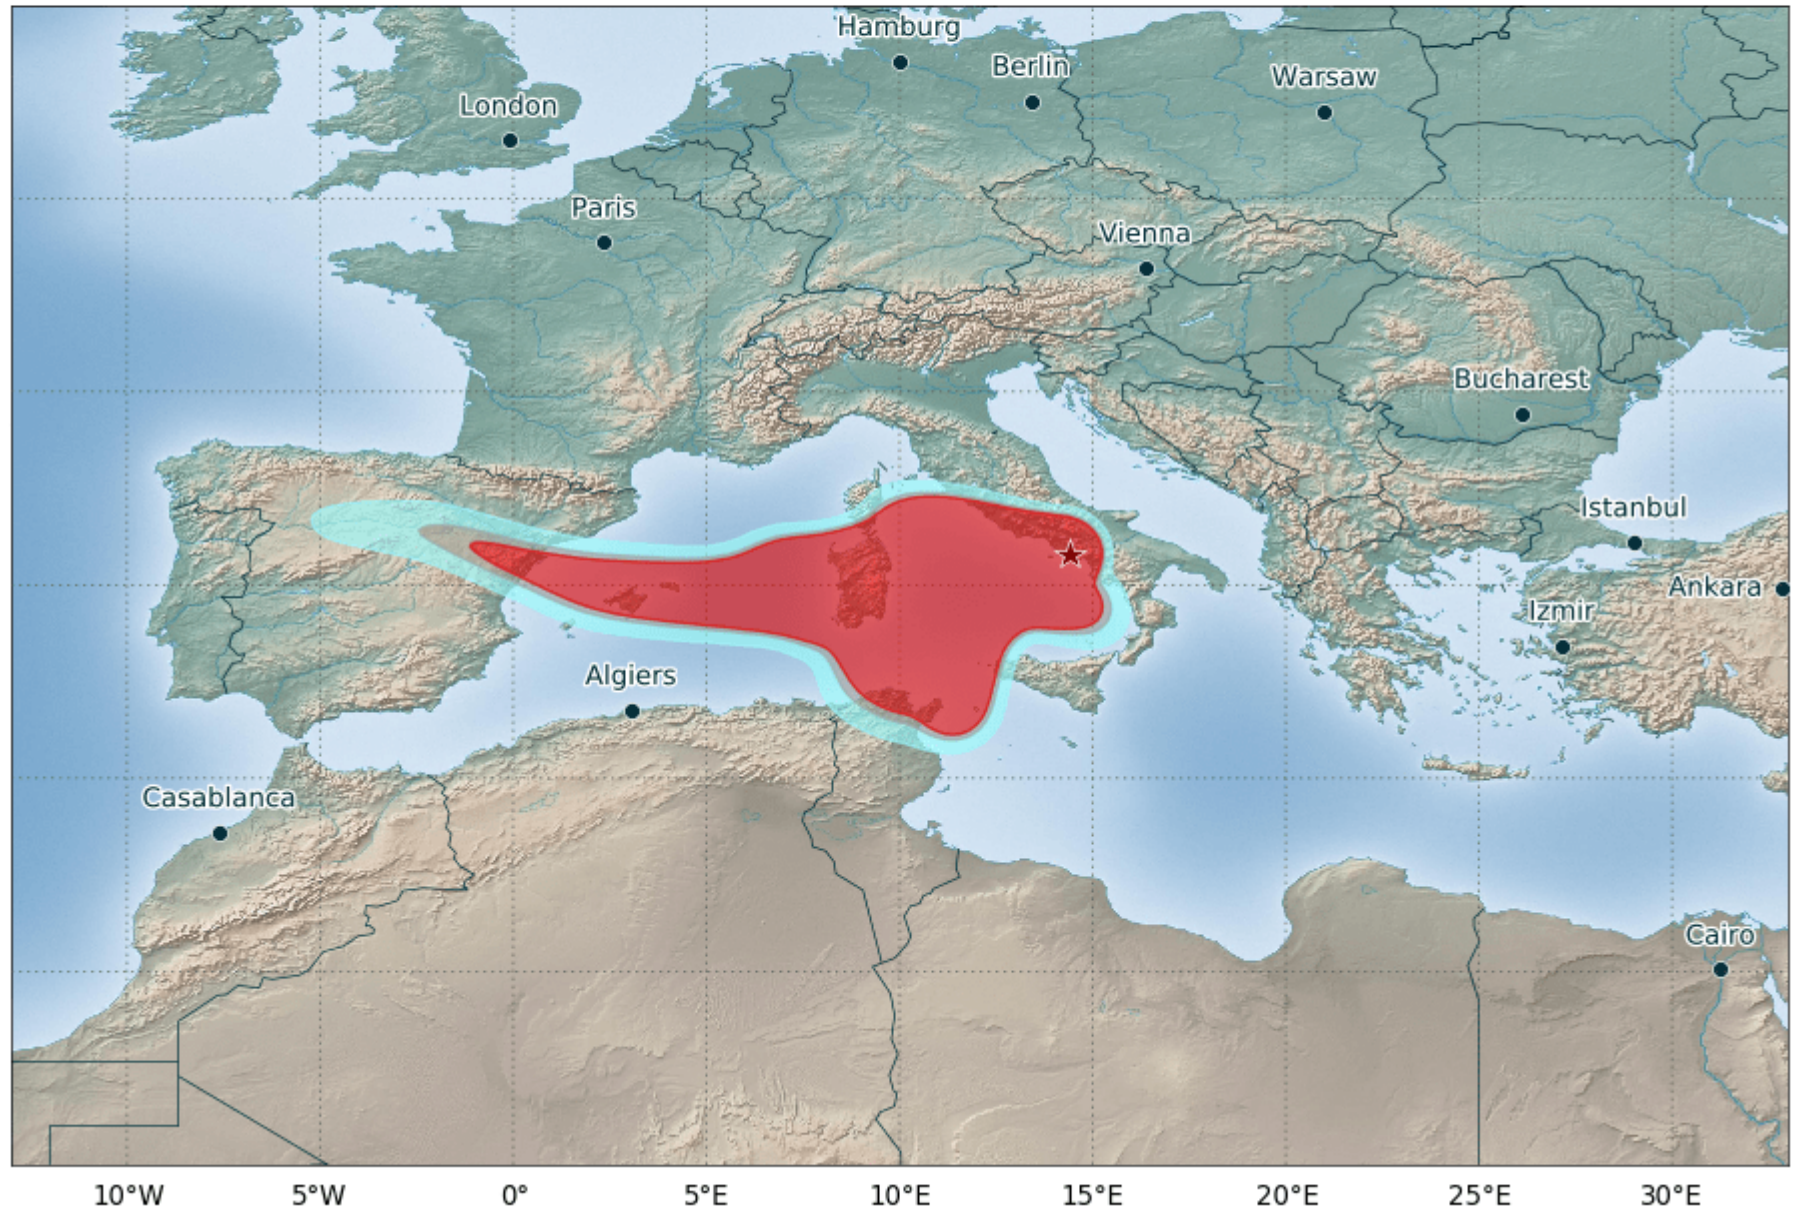 Hamburg
Berlin
Warsaw
London
Paris
Vienna
Bucharest
Istanbul
Ankara
Izmir
Algiers
Casablanca
Cairo
10°W 5°W 0° 5°E 10°E 15°E 20°E 25°E 30°E